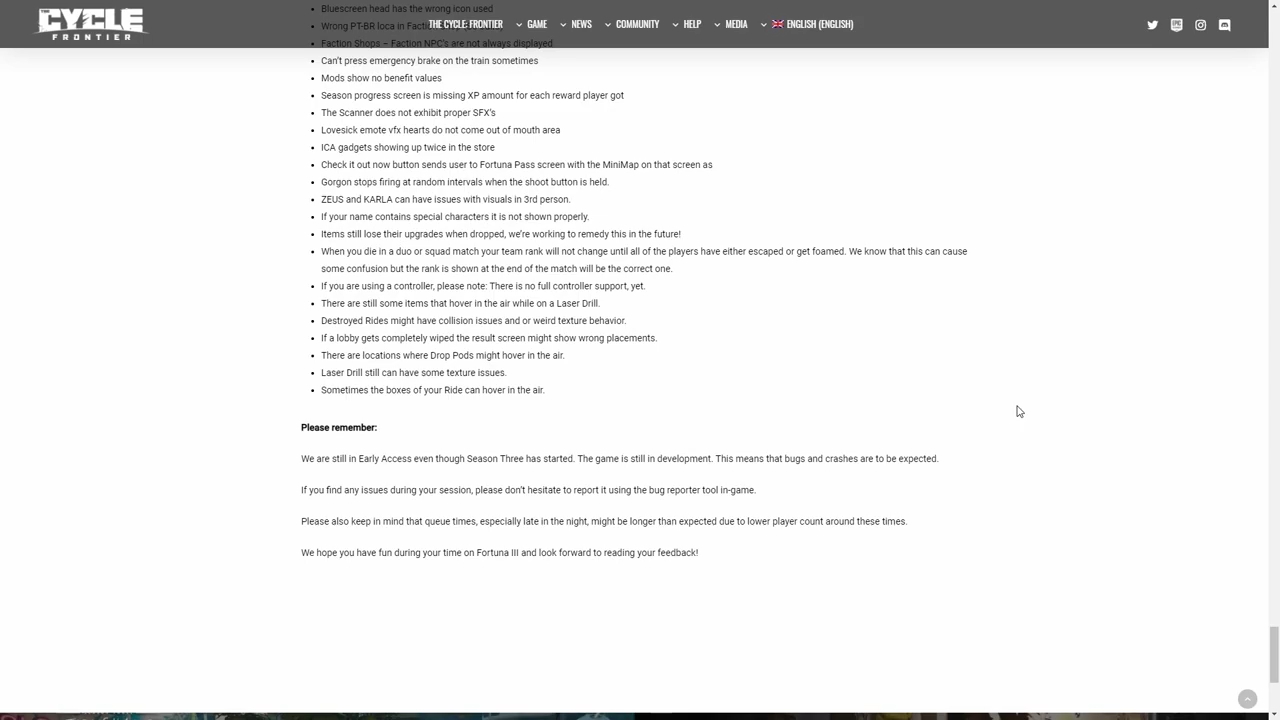 THE
CYCLE
FRONTIER
THE CYCLE FRONTIER GAME NEWS COMMUNITY HELP MEDIA ENGLISH (ENGLISH)
Bluescreen head has the wrong icon used
Wrong PT-BR loca in
Faction Shops – Faction NPC's are not always displayed
Can't press emergency brake on the train sometimes
Mods show no benefit values
Season progress screen is missing XP amount for each reward player got
The Scanner does not exhibit proper SFX's
Lovesick emote vfx hearts do not come out of mouth area
ICA gadgets showing up twice in the store
Check it out now button sends user to Fortuna Pass screen with the MiniMap on that screen as
Gorgon stops firing at random intervals when the shoot button is held.
ZEUS and KARLA can have issues with visuals in 3rd person.
If your name contains special characters it is not shown properly.
Items still lose their upgrades when dropped, we're working to remedy this in the future!
When you die in a duo or squad match your team rank will not change until all of the players have either escaped or get foamed. We know that this can cause
some confusion but the rank is shown at the end of the match will be the correct one.
If you are using a controller, please note: There is no full controller support, yet.
There are still some items that hover in the air while on a Laser Drill.
Destroyed Rides might have collision issues and or weird texture behavior.
If a lobby gets completely wiped the result screen might show wrong placements.
There are locations where Drop Pods might hover in the air.
Laser Drill still can have some texture issues.
Sometimes the boxes of your Ride can hover in the air.
Please remember:
We are still in Early Access even though Season Three has started. The game is still in development. This means that bugs and crashes are to be expected.
If you find any issues during your session, please don't hesitate to report it using the bug reporter tool in-game.
Please also keep in mind that queue times, especially late in the night, might be longer than expected due to lower player count around these times.
We hope you have fun during your time on Fortuna III and look forward to reading your feedback!